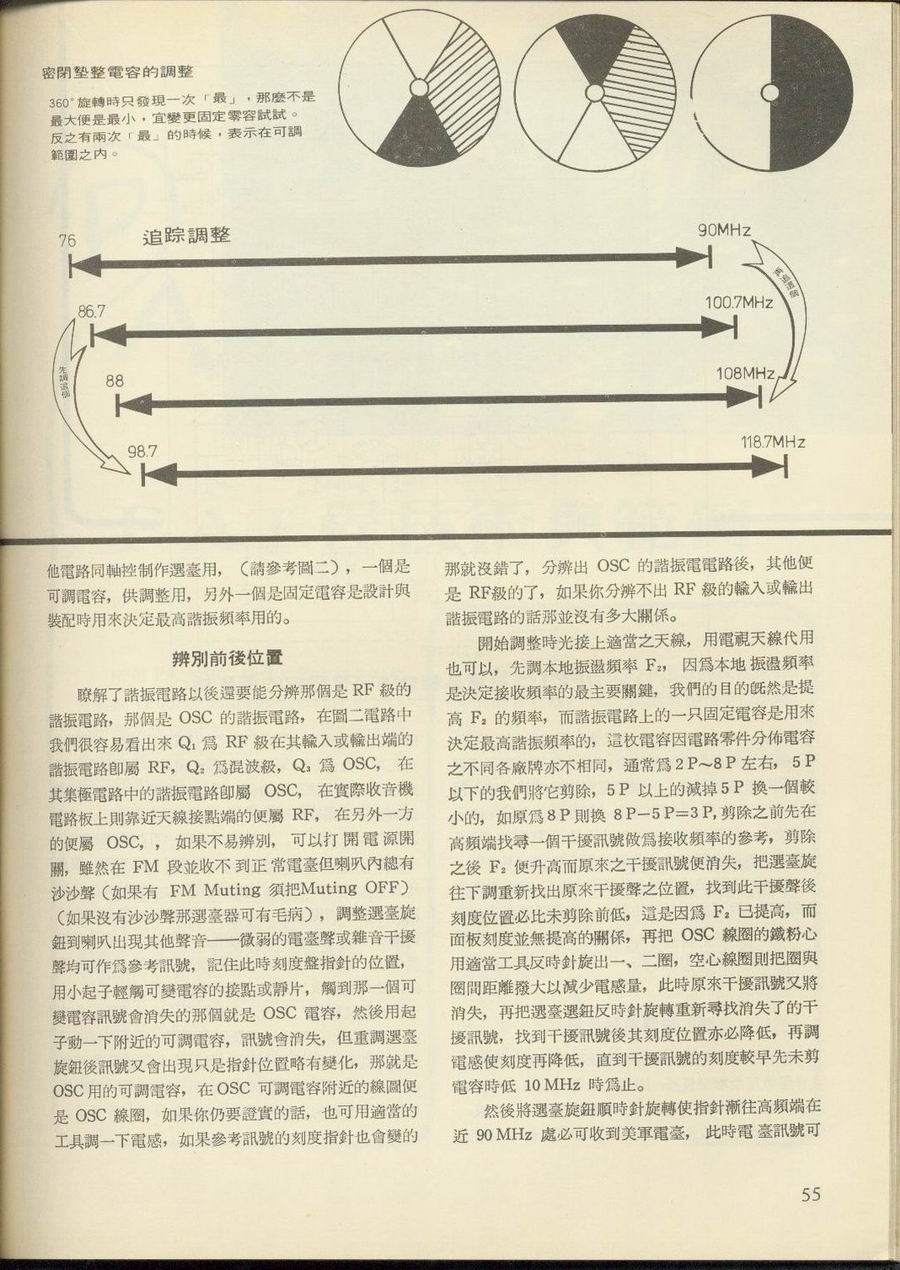 密閉墊整電容的調整
360°旋轉時只發現一次「最」，那麼不是
最大便是最小，宜變更固定零容試試。
反之有兩次「最」的時候，表示在可調
範圍之內。
追踪調整
76
90MHz
再調這個
86.7
100.7MHz
先調這個
88
108MHz
98.7
118.7MHz
他電路同軸控制作選臺用，（請參考圖二），一個是
可調電容，供調整用，另外一個是固定電容是設計與
裝配時用來決定最高諧振頻率用的。
辨別前後位置
瞭解了諧振電路以後還要能分辨那個是 RF 級的
諧振電路，那個是 OSC 的諧振電路，在圖二電路中
我們很容易看出來 Q₁ 爲 RF 級在其輸入或輸出端的
諧振電路卽屬 RF，Q₂ 爲混波級，Q₃ 爲 OSC，在
其集極電路中的諧振電路卽屬 OSC，在實際收音機
電路板上則靠近天線接點端的便屬 RF，在另外一方
的便屬 OSC，，如果不易辨別，可以打開電源開
關，雖然在 FM 段並收不到正常電臺但喇叭內總有
沙沙聲（如果有 FM Muting 須把Muting OFF）
（如果沒有沙沙聲那選臺器可有毛病），調整選臺旋
鈕到喇叭出現其他聲音——微弱的電臺聲或雜音干擾
聲均可作爲參考訊號，記住此時刻度盤指針的位置，
用小起子輕觸可變電容的接點或靜片，觸到那一個可
變電容訊號會消失的那個就是 OSC 電容，然後用起
子動一下附近的可調電容，訊號會消失，但重調選臺
旋鈕後訊號又會出現只是指針位置略有變化，那就是
OSC用的可調電容，在OSC 可調電容附近的線圖便
是 OSC 線圈，如果你仍要證實的話，也可用適當的
工具調一下電感，如果參考訊號的刻度指針也會變的
那就沒錯了，分辨出 OSC 的諧振電電路後，其他便
是 RF級的了，如果你分辨不出 RF 級的輸入或輸出
諧振電路的話那並沒有多大關係。
開始調整時光接上適當之天線，用電視天線代用
也可以，先調本地振盪頻率 F₂，因爲本地振盪頻率
是決定接收頻率的最主要關鍵，我們的目的旣然是提
高 F₂ 的頻率，而諧振電路上的一只固定電容是用來
決定最高諧振頻率的，這枚電容因電路零件分佈電容
之不同各廠牌亦不相同，通常爲２P～８P 左右，５P
以下的我們將它剪除，５P 以上的減掉５P 換一個較
小的，如原爲８P則換 ８P－５P＝３P，剪除之前先在
高頻端找尋一個干擾訊號做爲接收頻率的參考，剪除
之後 F₂ 便升高而原來之干擾訊號便消失，把選臺旋
往下調重新找出原來干擾聲之位置，找到此干擾聲後
刻度位置必比未剪除前低，這是因爲 F₂ 已提高，而
面板刻度並無提高的關係，再把 OSC 線圈的鐵粉心
用適當工具反時針旋出一、二圈，空心線圈則把圈與
圈間距離撥大以減少電感量，此時原來干擾訊號又將
消失，再把選臺選鈕反時針旋轉重新尋找消失了的干
擾訊號，找到干擾訊號後其刻度位置亦必降低，再調
電感使刻度再降低，直到干擾訊號的刻度較早先未剪
電容時低 10 MHz 時爲止。
然後將選臺旋鈕順時針旋轉使指針漸往高頻端在
近 90 MHz 處必可收到美軍電臺，此時電臺訊號可
55